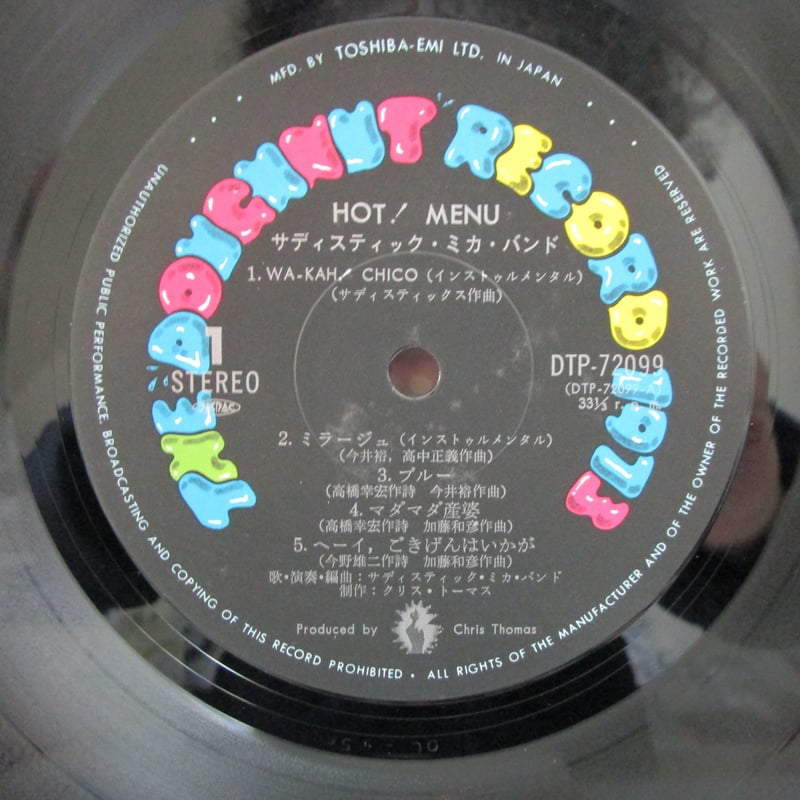 MFD. BY TOSHIBA-EMI LTD. IN JAPAN
DOUGHNUT RECORD
HOT! MENU
サディスティック・ミカ・バンド
1. WA-KAH! CHICO (インストゥルメンタル)
(サディスティックス作曲)
1
STEREO
DTP-72099
(DTP-72099-A)
33⅓ r.p.m.
2. ミラージュ (インストゥルメンタル)
(今井裕, 高中正義作曲)
3. ブルー
(高橋幸宏作詩 今井裕作曲)
4. マダマダ産婆
(高橋幸宏作詩 加藤和彦作曲)
5. ヘーイ, ごきげんはいかが
(今野雄二作詩 加藤和彦作曲)
歌・演奏・編曲：サディスティック・ミカ・バンド
制作：クリス・トーマス
Produced by Chris Thomas
UNAUTHORIZED PUBLIC PERFORMANCE, BROADCASTING AND COPYING OF THIS RECORD PROHIBITED • ALL RIGHTS OF THE MANUFACTURER AND OF THE OWNER OF THE RECORDED WORK ARE RESERVED